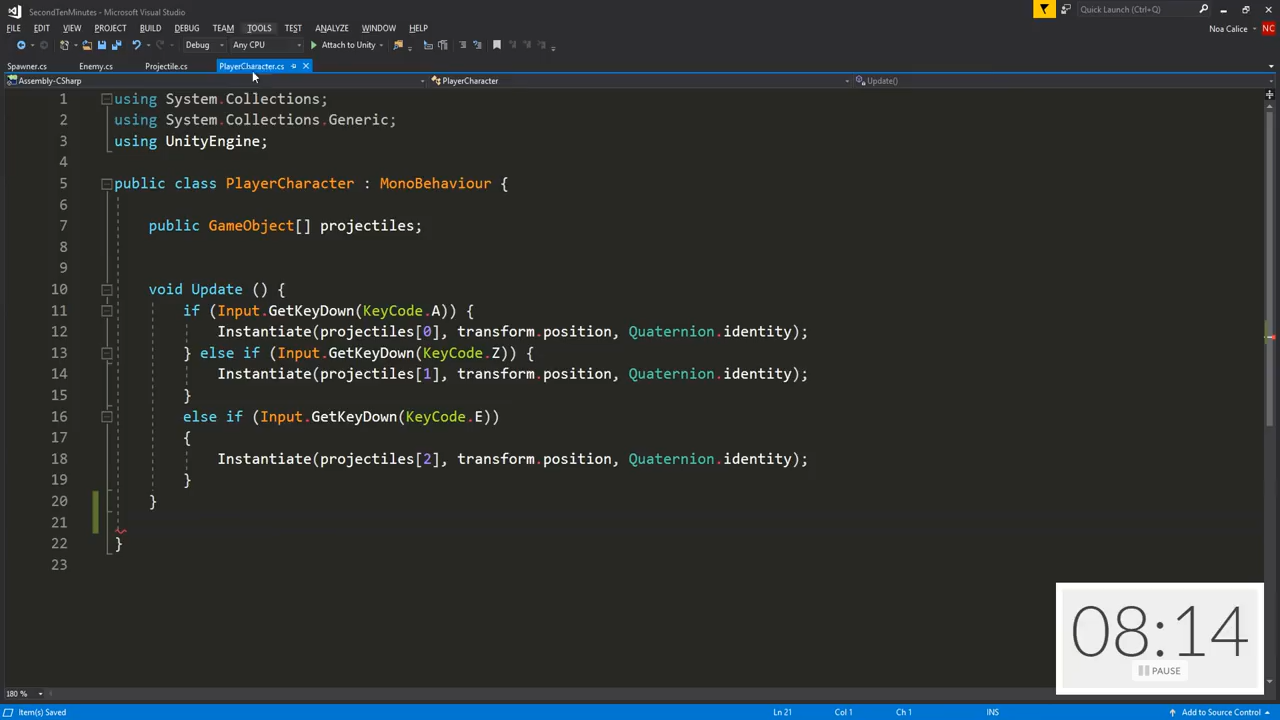 SecondTenMinutes - Microsoft Visual Studio
Quick Launch (Ctrl+Q)
FILE EDIT VIEW PROJECT BUILD DEBUG TEAM TOOLS TEST ANALYZE WINDOW HELP
Noa Calice NC
Debug Any CPU Attach to Unity
Spawner.cs Enemy.cs Projectile.cs PlayerCharacter.cs
Assembly-CSharp PlayerCharacter Update()
1 using System.Collections;
2 using System.Collections.Generic;
3 using UnityEngine;
4
5 public class PlayerCharacter : MonoBehaviour {
6
7 public GameObject[] projectiles;
8
9
10 void Update () {
11 if (Input.GetKeyDown(KeyCode.A)) {
12 Instantiate(projectiles[0], transform.position, Quaternion.identity);
13 } else if (Input.GetKeyDown(KeyCode.Z)) {
14 Instantiate(projectiles[1], transform.position, Quaternion.identity);
15 }
16 else if (Input.GetKeyDown(KeyCode.E))
17 {
18 Instantiate(projectiles[2], transform.position, Quaternion.identity);
19 }
20 }
21
22 }
23
08:14
PAUSE
180 %
Item(s) Saved Ln 21 Col 1 Ch 1 INS Add to Source Control